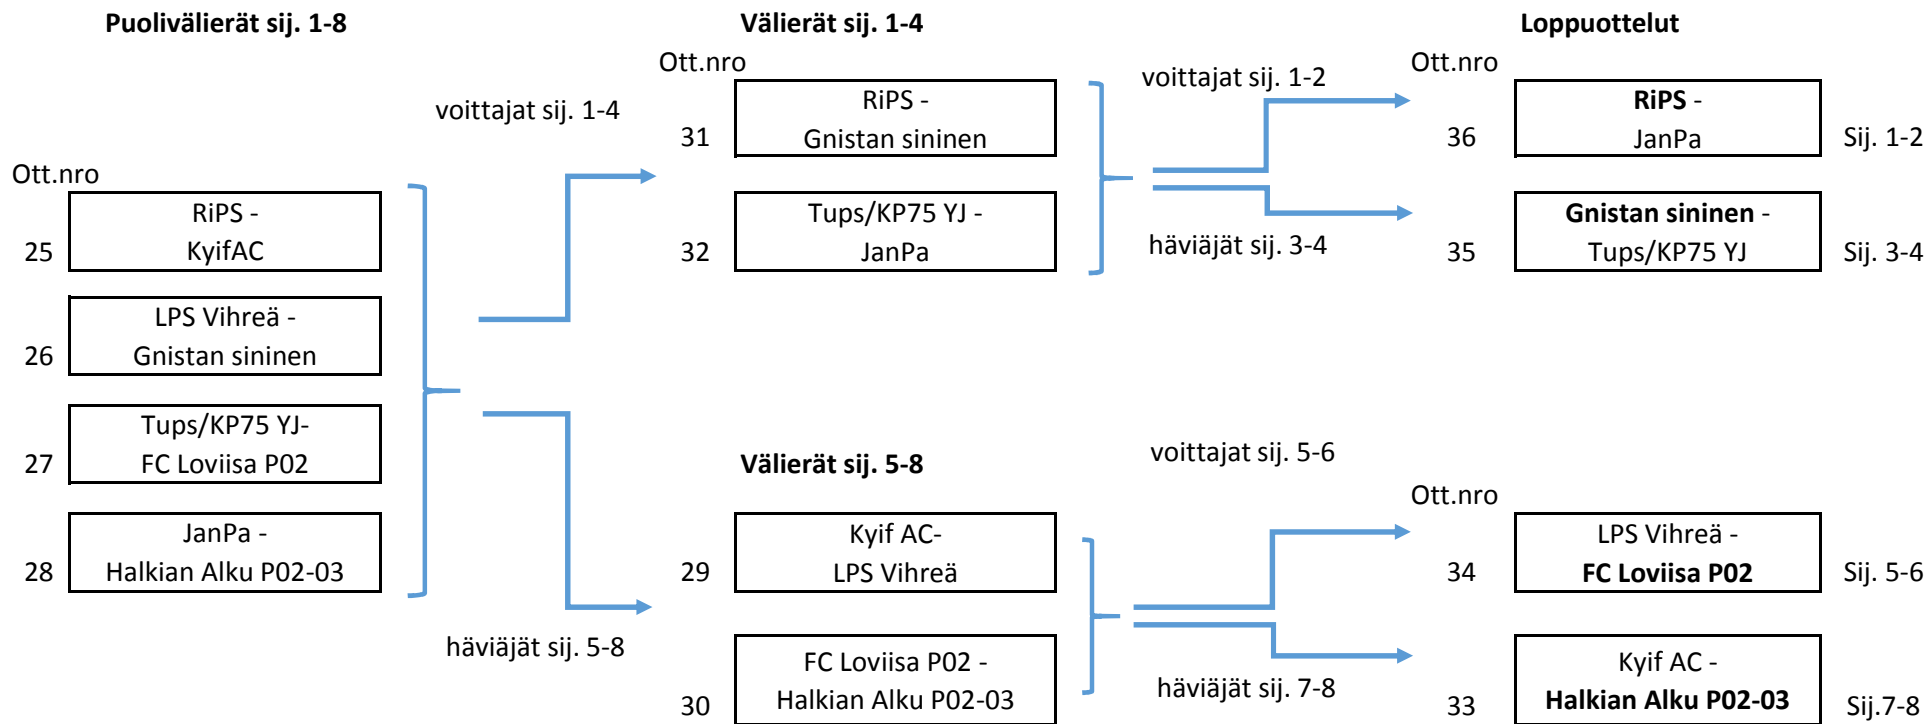 Puolivälierät sij. 1-8
Ott.nro
25
RiPS -
KyifAC
26
LPS Vihreä -
Gnistan sininen
27
Tups/KP75 YJ-
FC Loviisa P02
28
JanPa -
Halkian Alku P02-03
voittajat sij. 1-4
häviäjät sij. 5-8
Välierät sij. 1-4
Ott.nro
31
RiPS -
Gnistan sininen
32
Tups/KP75 YJ -
JanPa
Välierät sij. 5-8
29
Kyif AC-
LPS Vihreä
30
FC Loviisa P02 -
Halkian Alku P02-03
voittajat sij. 1-2
häviäjät sij. 3-4
voittajat sij. 5-6
häviäjät sij. 7-8
Loppuottelut
Ott.nro
36
RiPS -
JanPa
Sij. 1-2
35
Gnistan sininen -
Tups/KP75 YJ
Sij. 3-4
Ott.nro
34
LPS Vihreä -
FC Loviisa P02
Sij. 5-6
33
Kyif AC -
Halkian Alku P02-03
Sij.7-8